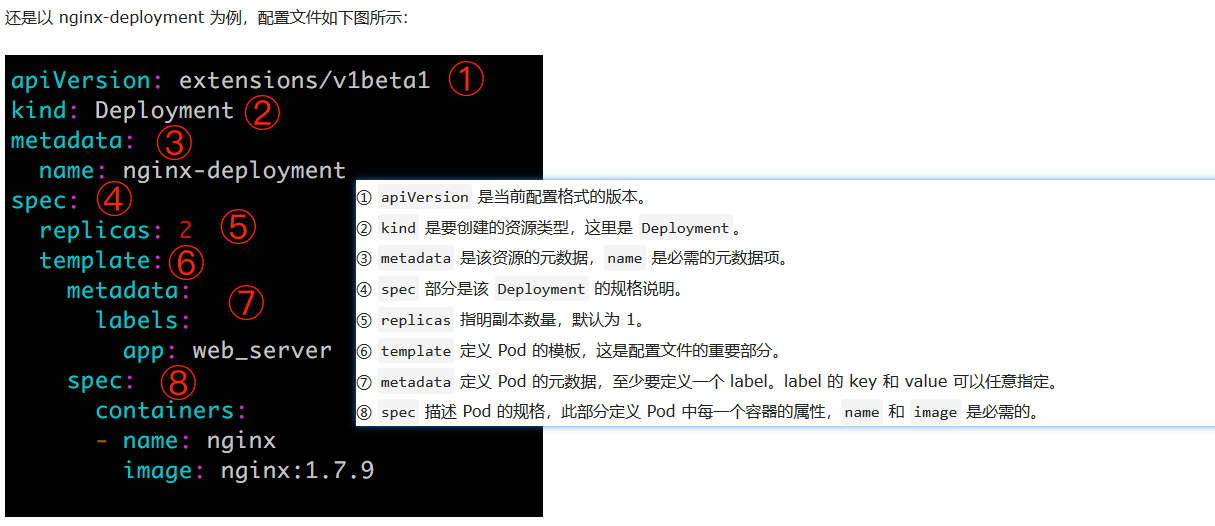 还是以 nginx-deployment 为例，配置文件如下图所示：
apiVersion: extensions/v1beta1 ①
kind: Deployment ②
metadata: ③
name: nginx-deployment
spec: ④
replicas: 2 ⑤
template: ⑥
metadata:
labels: ⑦
app: web_server
spec: ⑧
containers:
- name: nginx
image: nginx:1.7.9
① apiVersion 是当前配置格式的版本。
② kind 是要创建的资源类型，这里是 Deployment。
③ metadata 是该资源的元数据，name 是必需的元数据项。
④ spec 部分是该 Deployment 的规格说明。
⑤ replicas 指明副本数量，默认为 1。
⑥ template 定义 Pod 的模板，这是配置文件的重要部分。
⑦ metadata 定义 Pod 的元数据，至少要定义一个 label。label 的 key 和 value 可以任意指定。
⑧ spec 描述 Pod 的规格，此部分定义 Pod 中每一个容器的属性，name 和 image 是必需的。